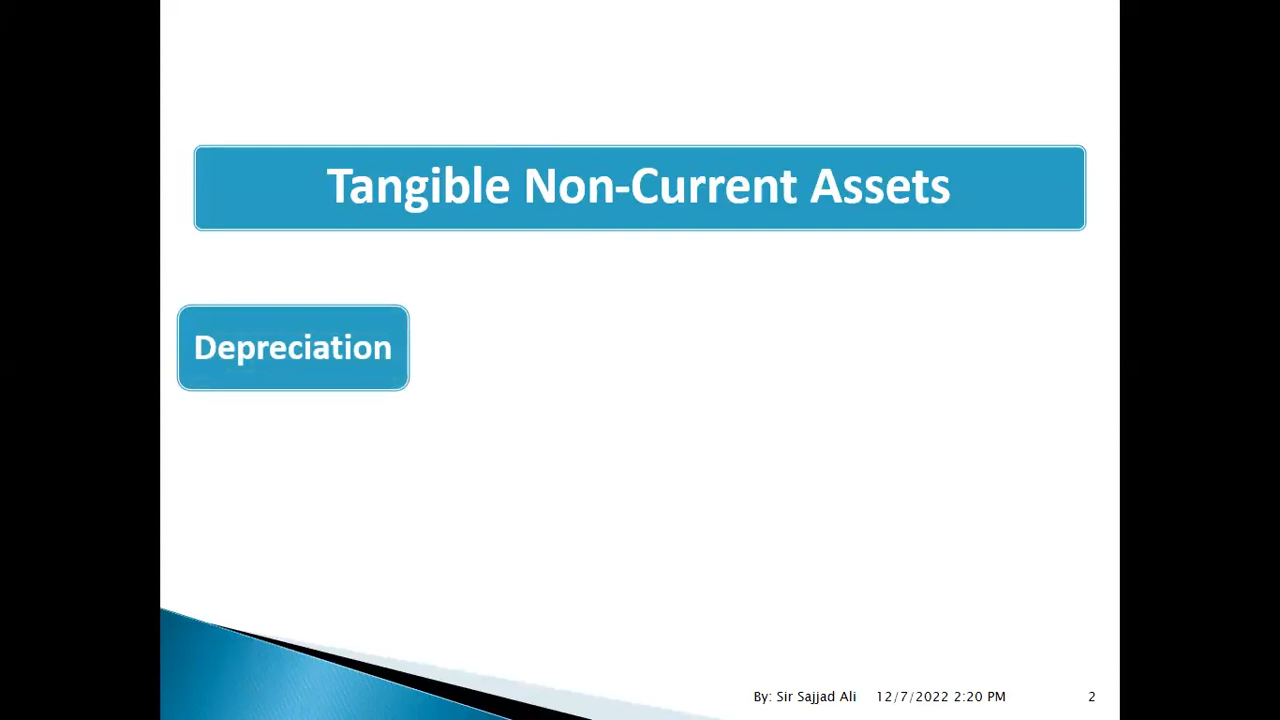 Tangible Non-Current Assets
Depreciation
By: Sir Sajjad Ali 12/7/2022 2:20 PM 2